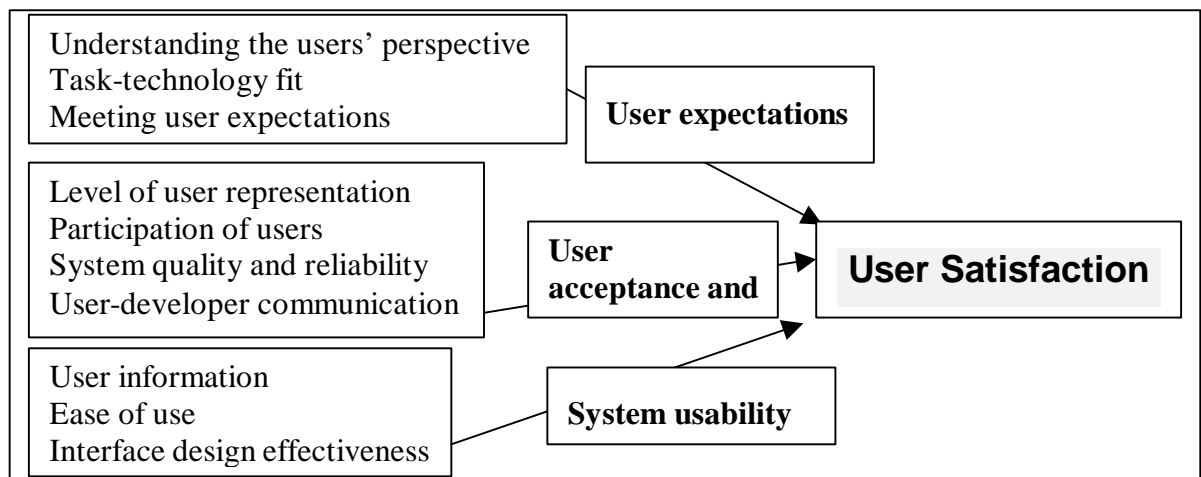 Understanding the users’ perspective
Task-technology fit
Meeting user expectations
User expectations
Level of user representation
Participation of users
System quality and reliability
User-developer communication
User
acceptance and
User Satisfaction
User information
Ease of use
Interface design effectiveness
System usability